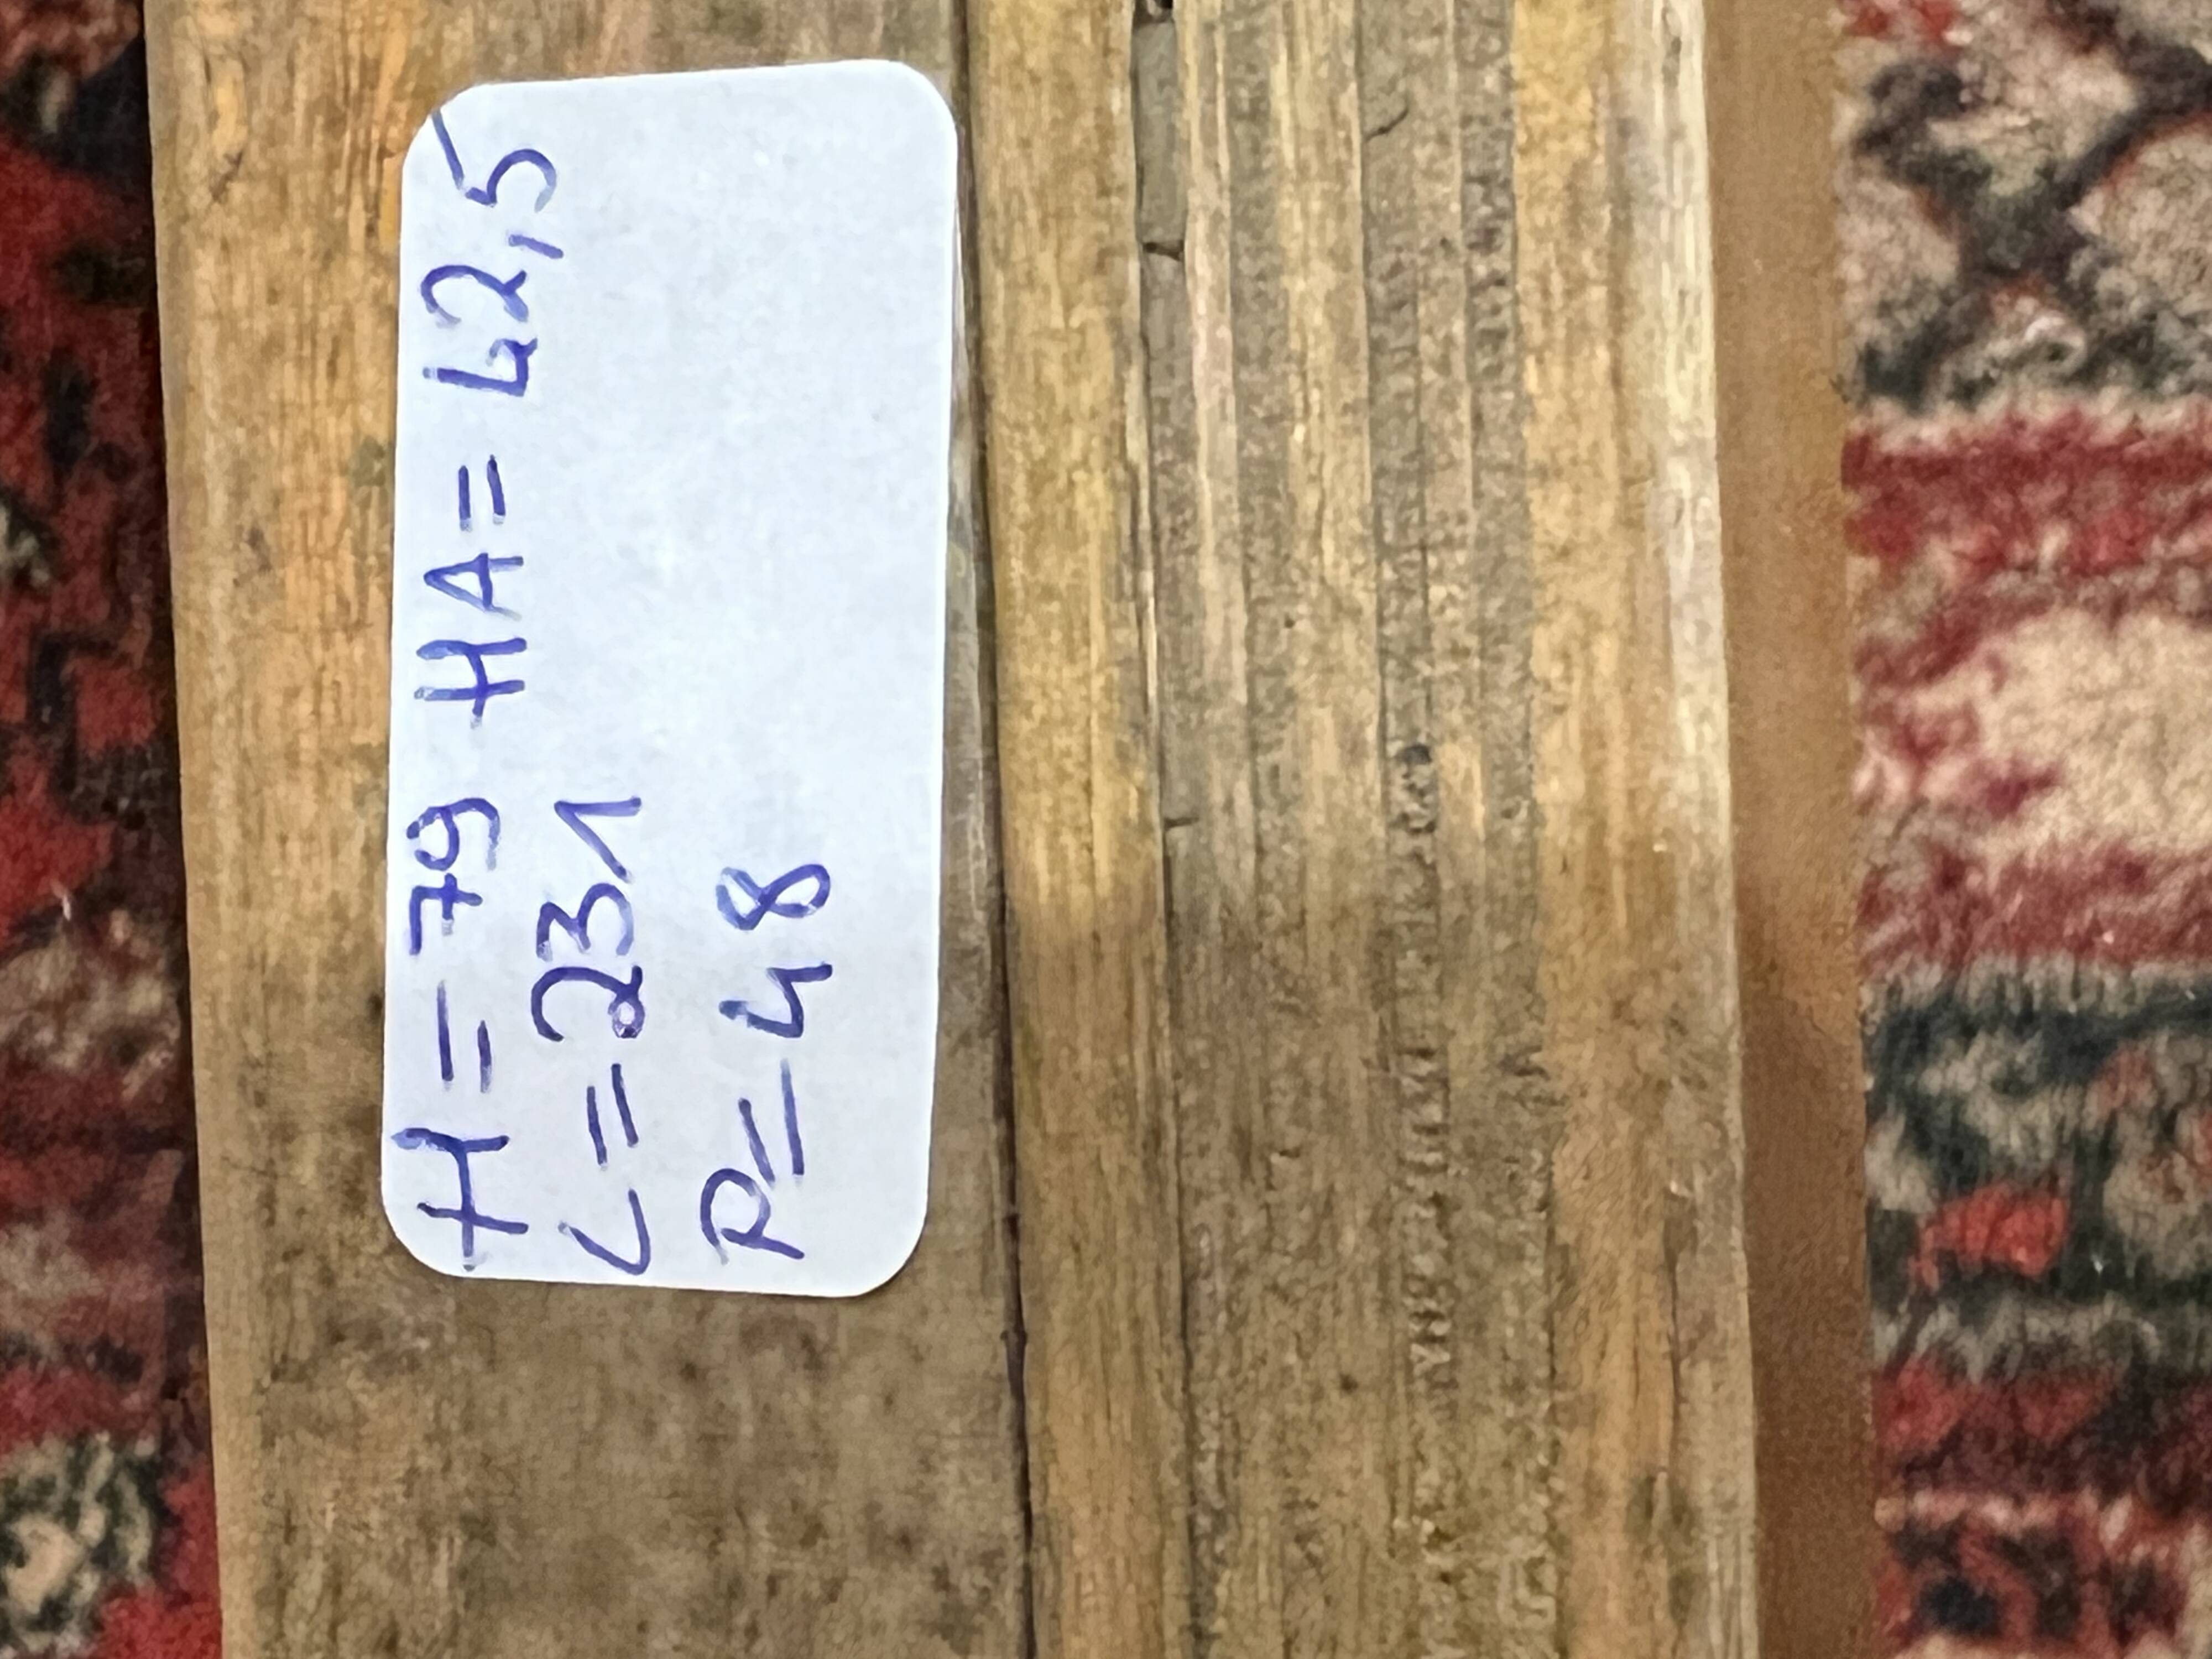 H = 79 HA = 42,5
L = 231
P = 48